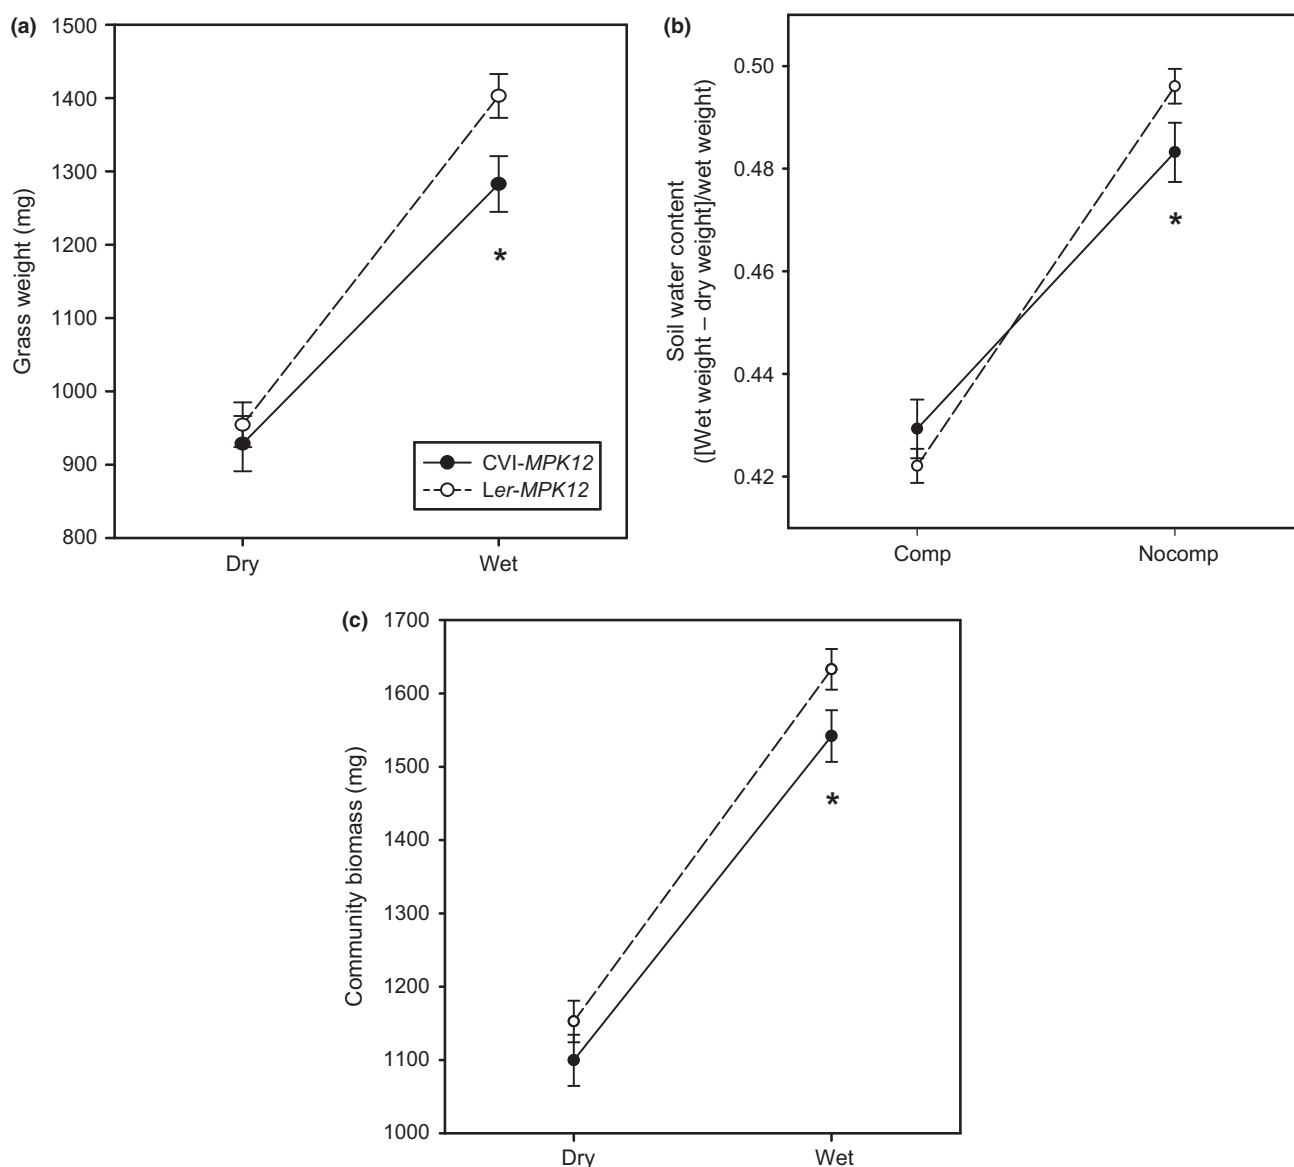 (a)
1500
1400
1300
1200
1100
1000
900
800
Grass weight (mg)
Dry
Wet
*
CVI-MPK12
Ler-MPK12
(b)
0.50
0.48
0.46
0.44
0.42
Soil water content
([Wet weight – dry weight]/wet weight)
Comp
Nocomp
*
(c)
1700
1600
1500
1400
1300
1200
1100
1000
Community biomass (mg)
Dry
Wet
*